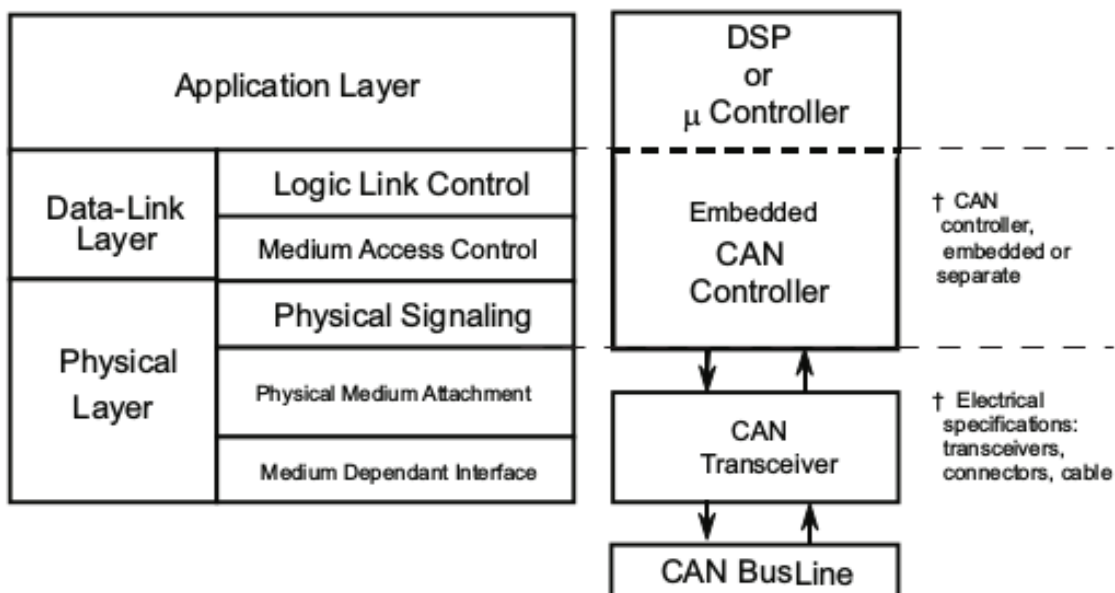 Application Layer
Data-Link
Layer
Logic Link Control
Medium Access Control
Physical
Layer
Physical Signaling
Physical Medium Attachment
Medium Dependant Interface
DSP
or
μ Controller
Embedded
CAN
Controller
CAN
Transceiver
CAN Bus Line
† CAN
controller,
embedded or
separate
† Electrical
specifications:
transceivers,
connectors, cable